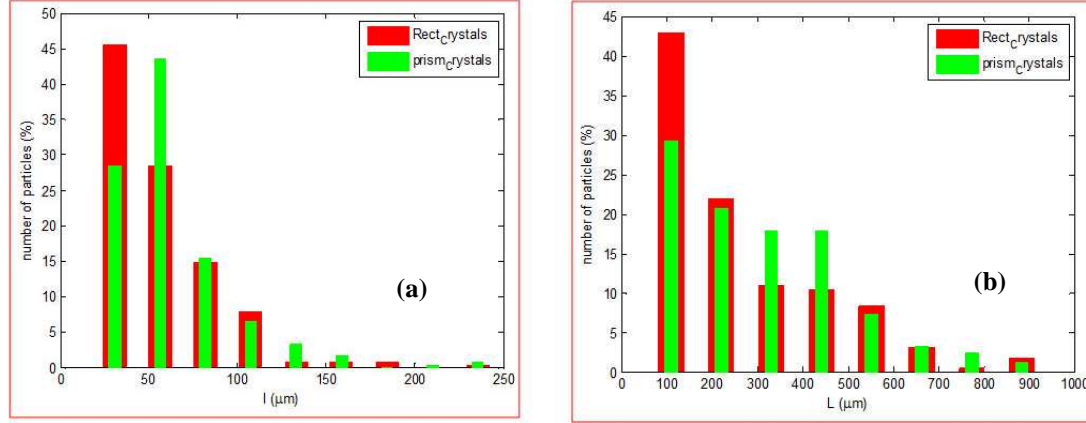 50
45
40
35
30
25
20
15
10
5
0
number of particles (%)
Rect_Crystals
prism_Crystals
(a)
0 50 100 150 200 250
l (µm)
45
40
35
30
25
20
15
10
5
0
number of particles (%)
Rect_Crystals
prism_Crystals
(b)
0 100 200 300 400 500 600 700 800 900 1000
L (µm)